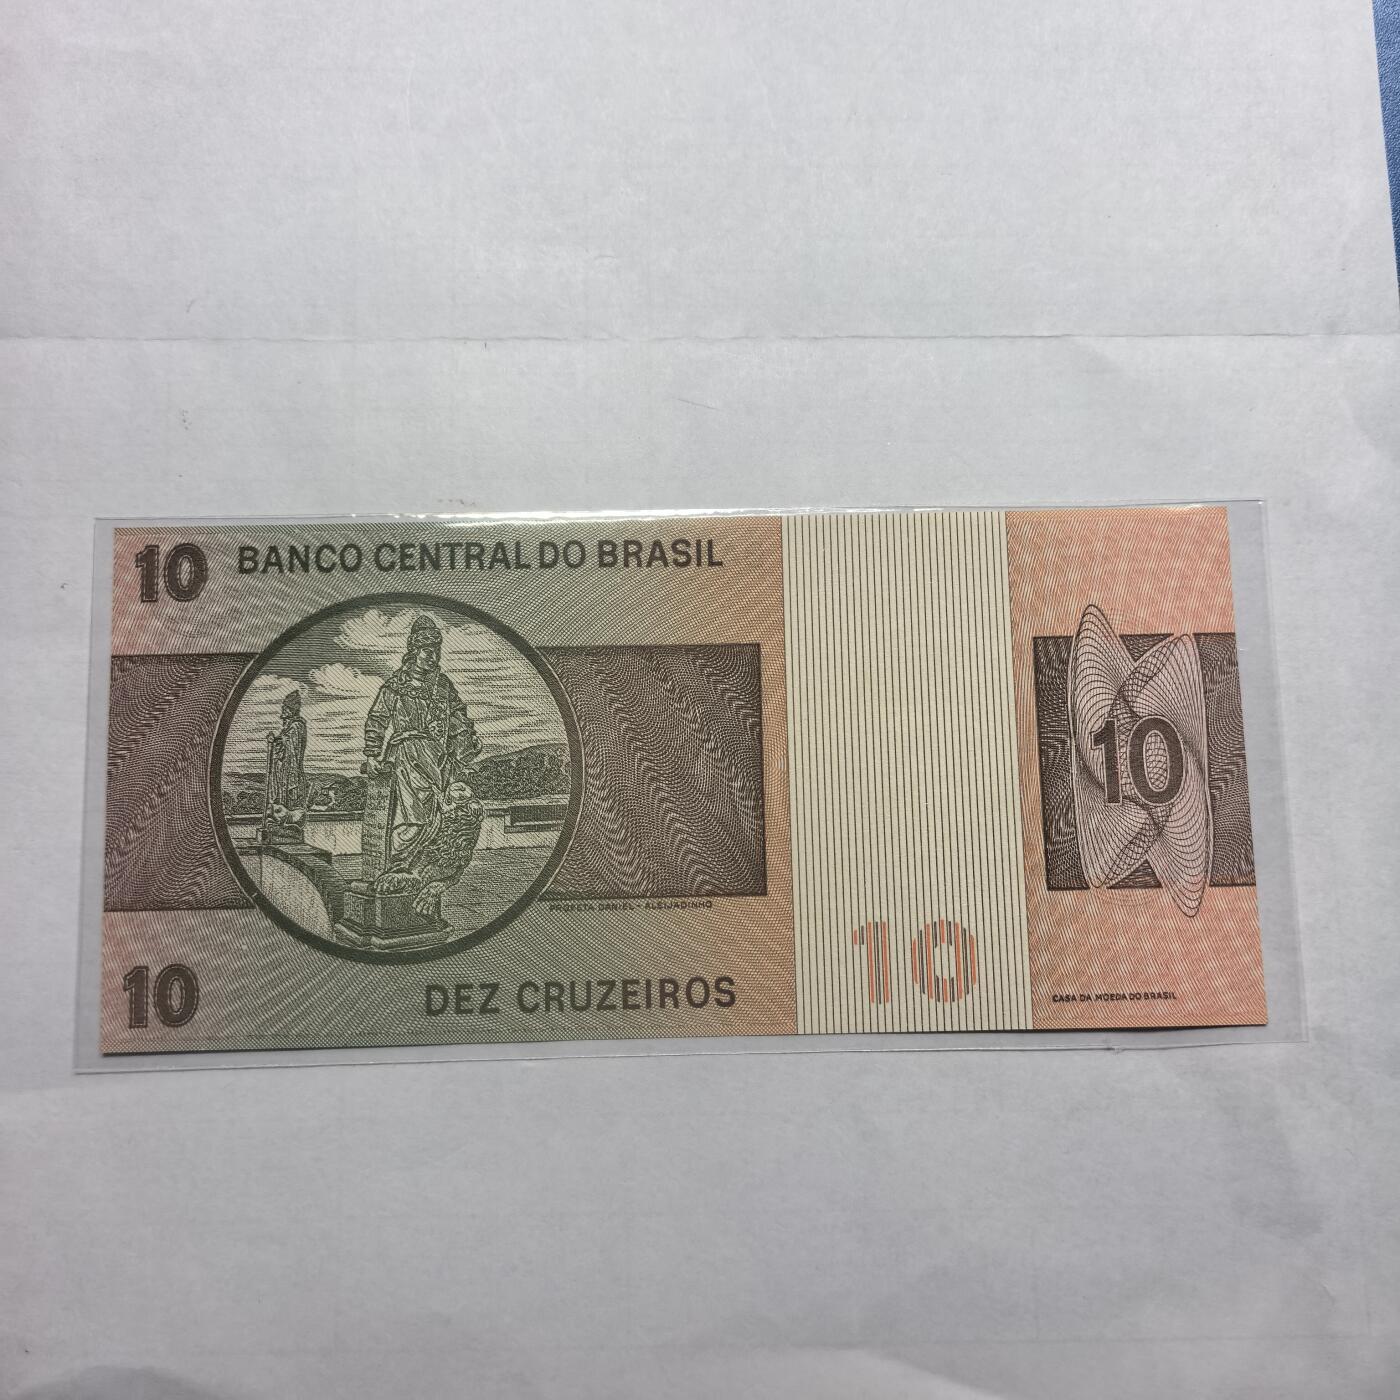 10 BANCO CENTRAL DO BRASIL
10
PROFETA DANIEL - ALEIJADINHO
10 DEZ CRUZEIROS
10
CASA DA MOEDA DO BRASIL